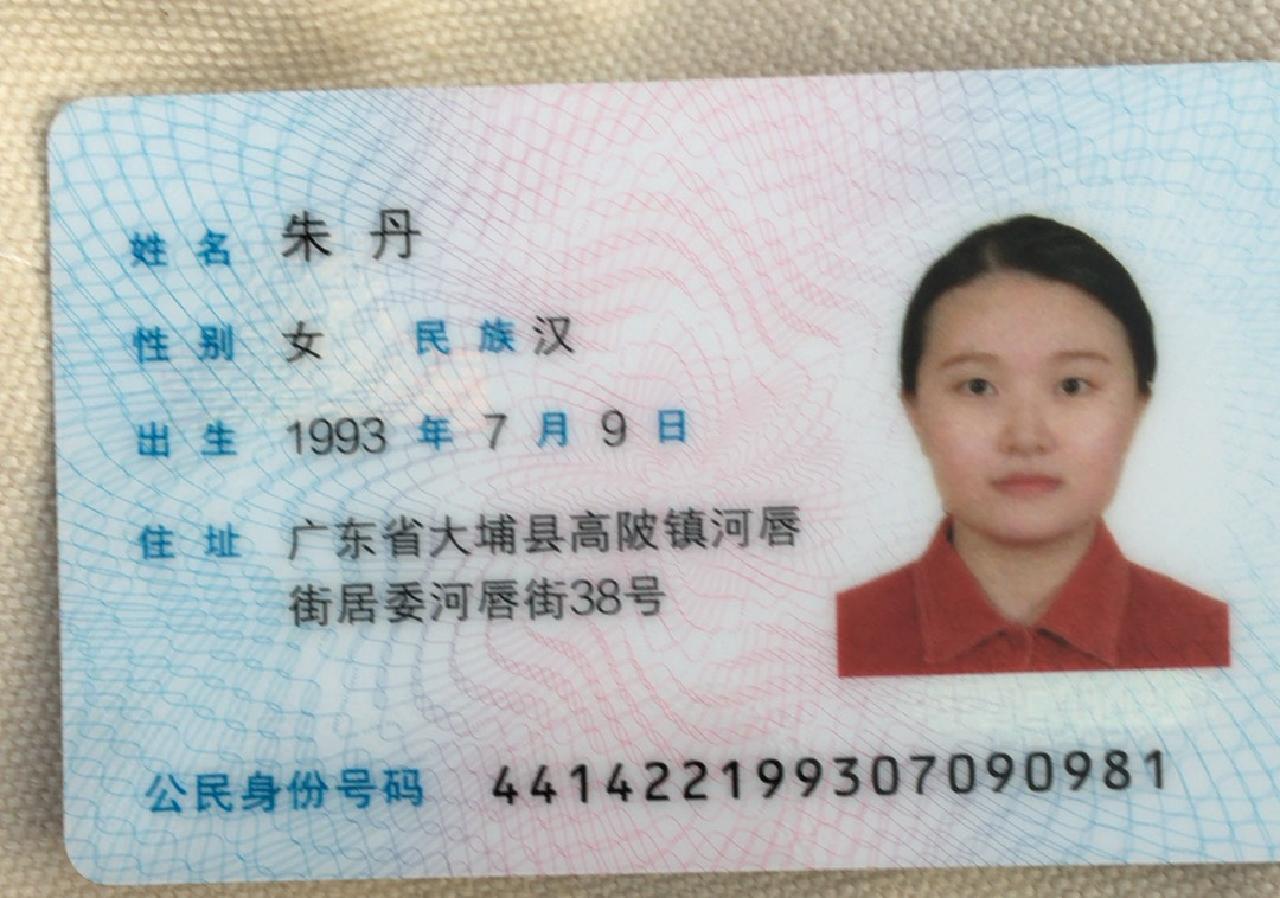 姓名 朱丹
性别 女 民族 汉
出生 1993 年 7 月 9 日
住址 广东省大埔县高陂镇河唇
街居委河唇街38号
公民身份号码 441422199307090981